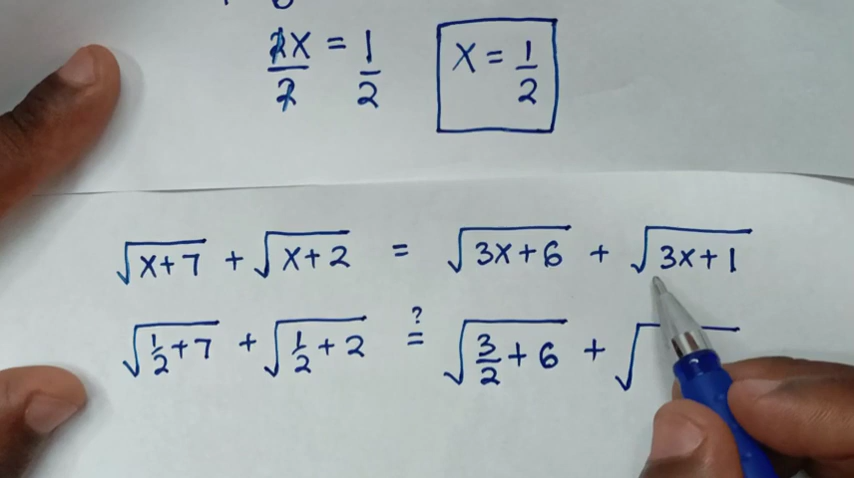 2x/2 = 1/2   x = 1/2
√(x+7) + √(x+2) = √(3x+6) + √(3x+1)
√(1/2+7) + √(1/2+2) ?= √(3/2+6) + √